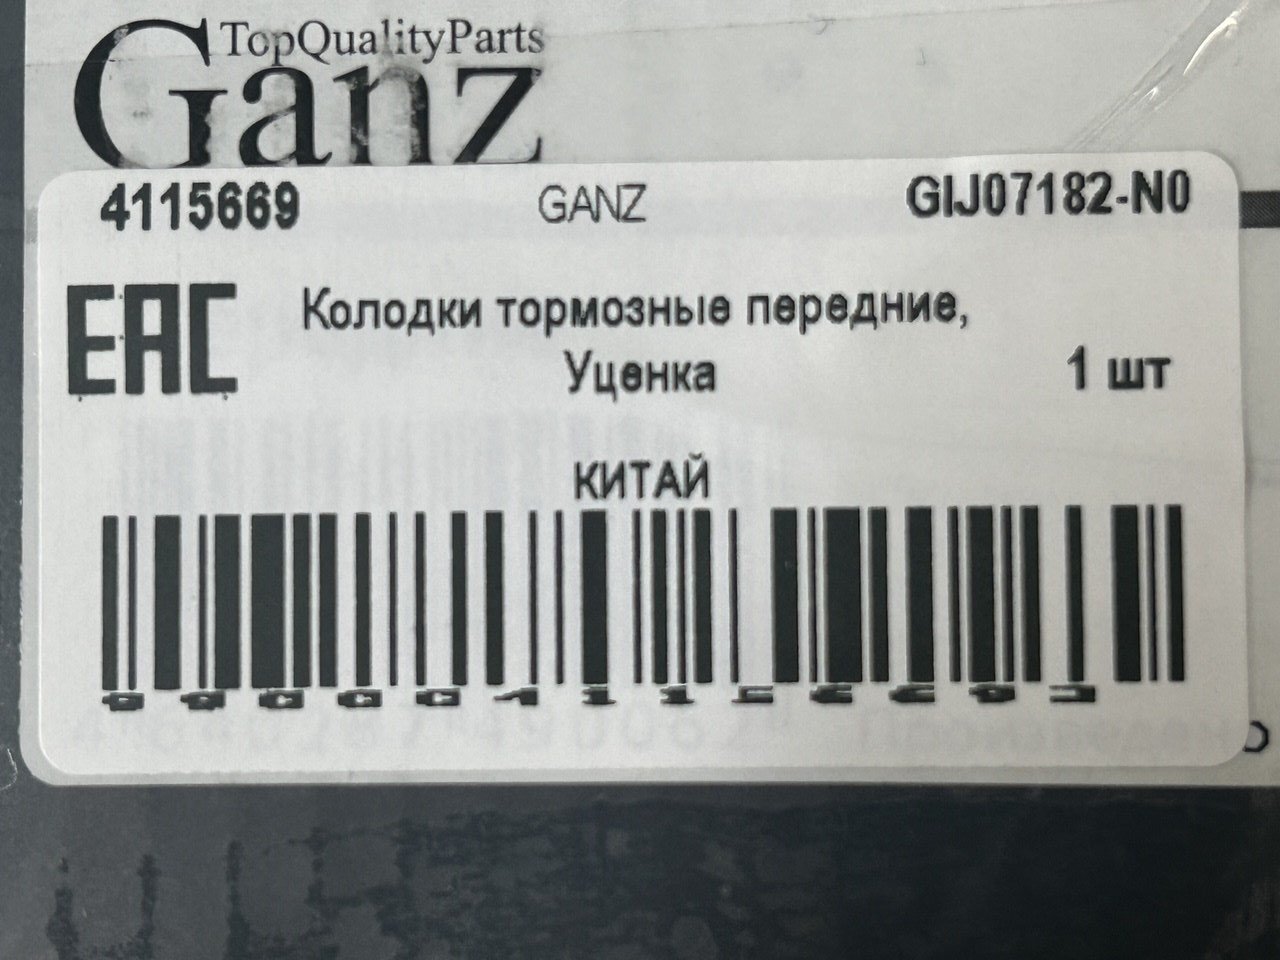 TopQualityParts
Ganz
4115669 GANZ GIJ07182-N0
EAC
Колодки тормозные передние,
Уценка 1 шт
КИТАЙ